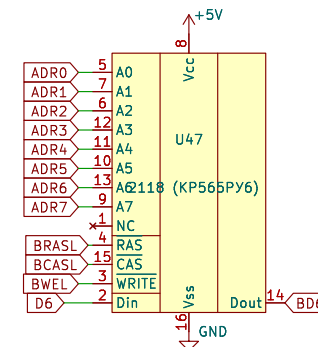 +5V
8
Vcc
ADR0 5 A0
ADR1 7 A1
ADR2 6 A2
ADR3 12 A3
U47
ADR4 11 A4
ADR5 10 A5
ADR6 13 A6 2118 (КР565РУ6)
ADR7 9 A7
1 NC
BRASL 4 RAS
BCASL 15 CAS
BWEL 3 WRITE
D6 2 Din Vss Dout 14 BD6
16
GND